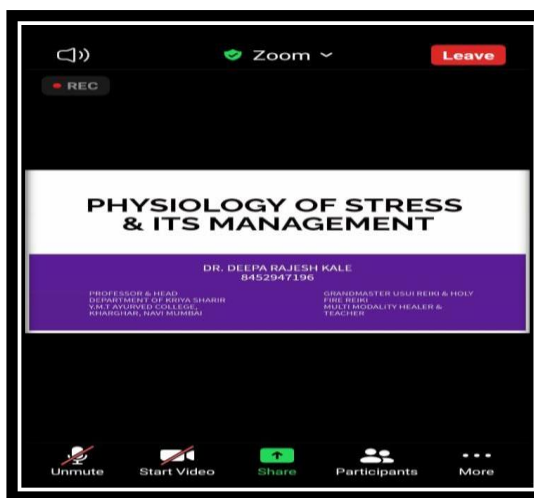 Zoom
Leave
REC
PHYSIOLOGY OF STRESS
& ITS MANAGEMENT
DR. DEEPA RAJESH KALE
8452947196
PROFESSOR & HEAD
DEPARTMENT OF KRIYA SHARIR
Y.M.T AYURVED COLLEGE,
KHARGHAR, NAVI MUMBAI
GRANDMASTER USUI REIKI & HOLY
FIRE REIKI
MULTI MODALITY HEALER &
TEACHER
Unmute
Start Video
Share
Participants
More